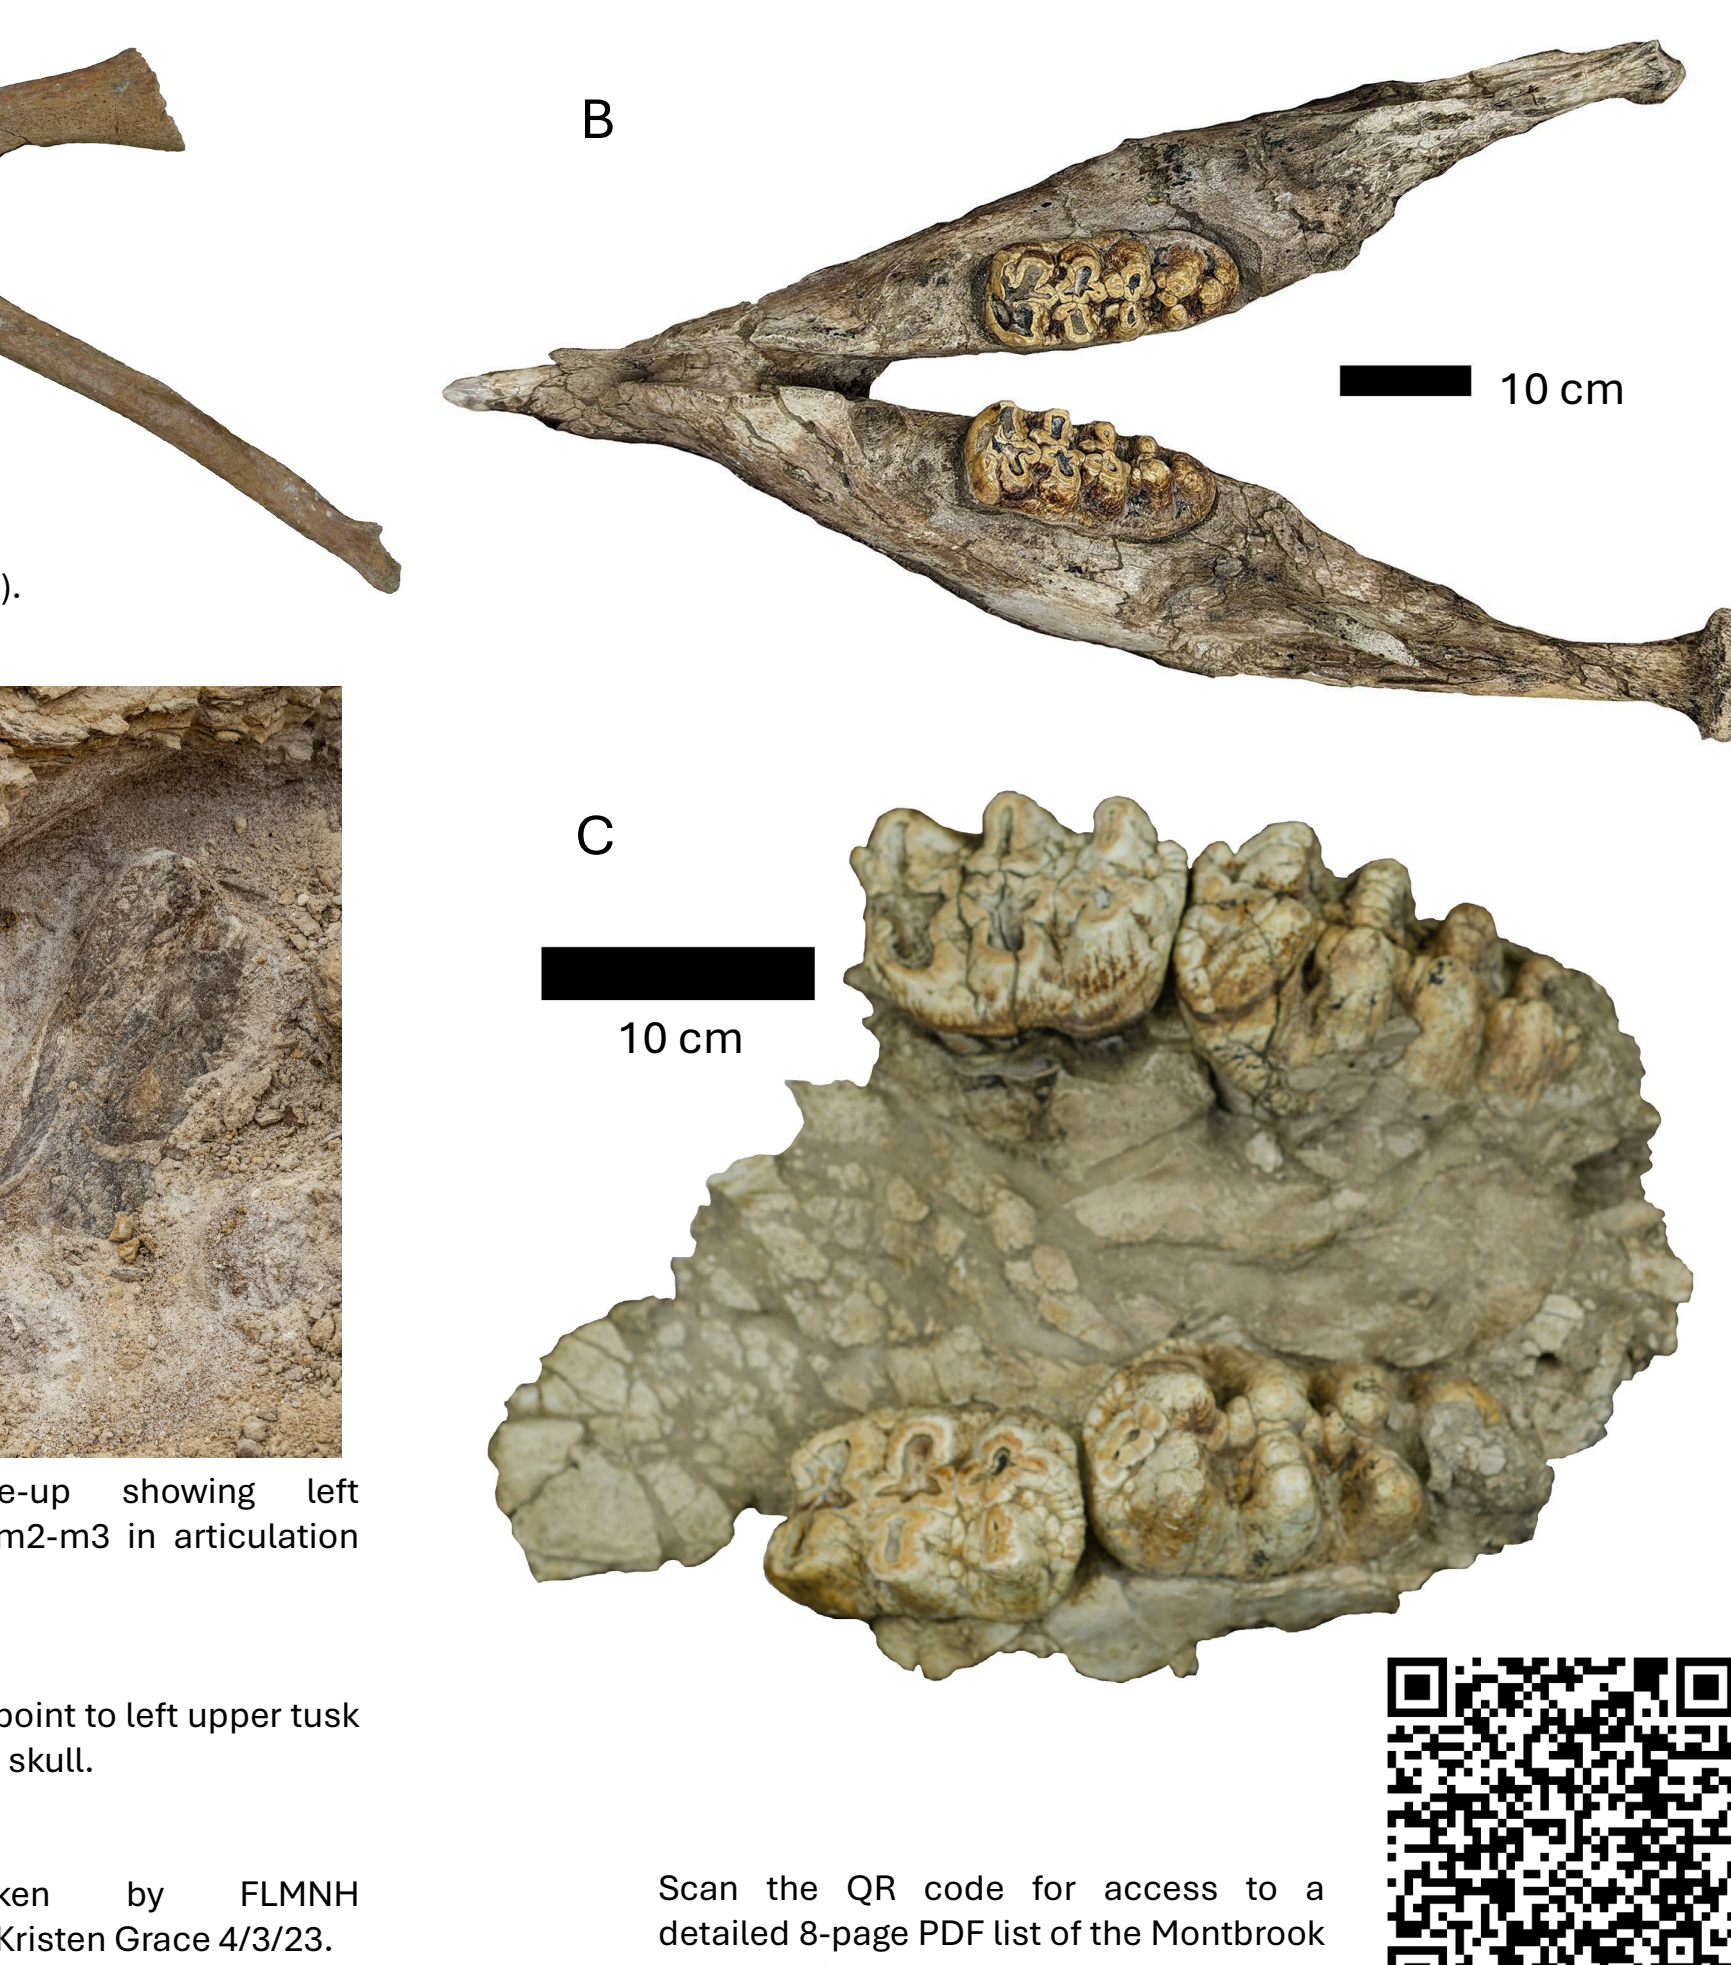 B
10 cm
).
C
10 cm
e-up showing left
m2-m3 in articulation
point to left upper tusk
skull.
ken by FLMNH
Kristen Grace 4/3/23.
Scan the QR code for access to a
detailed 8-page PDF list of the Montbrook